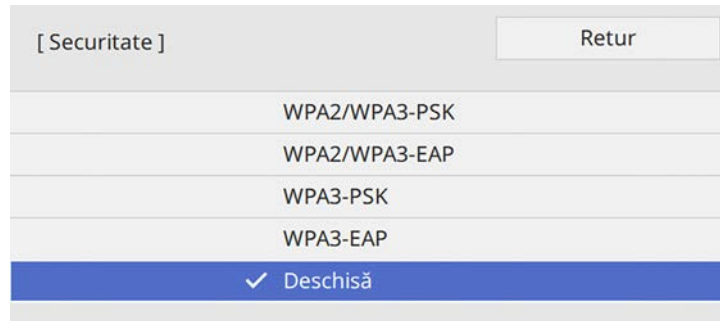 [ Securitate ]
Retur
WPA2/WPA3-PSK
WPA2/WPA3-EAP
WPA3-PSK
WPA3-EAP
Deschisă